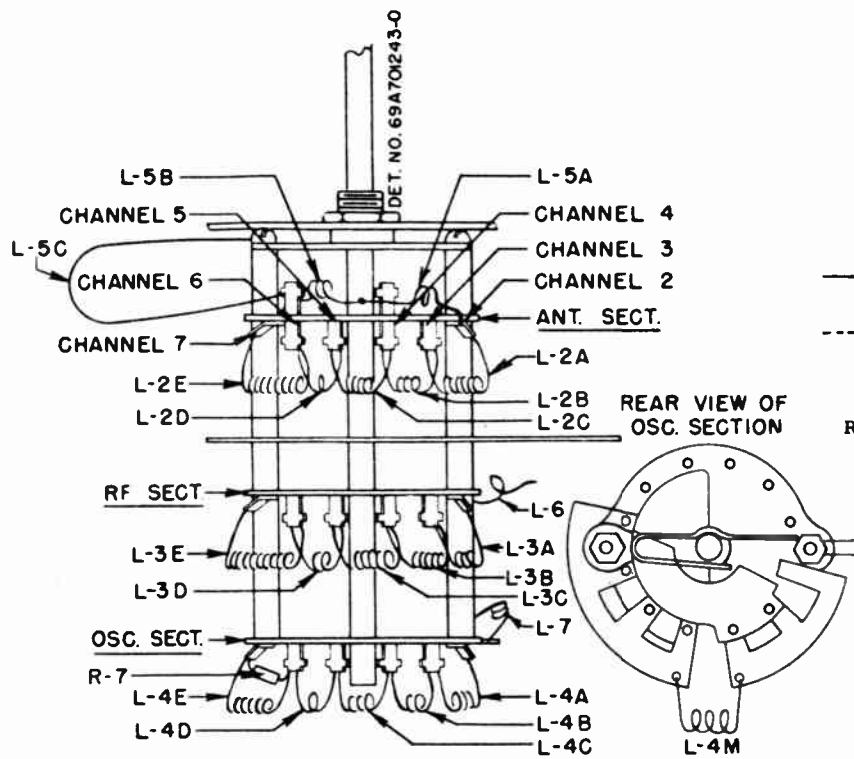 DET. NO. 69A701243-0
L-5B
L-5A
CHANNEL 5
CHANNEL 4
L-5C
CHANNEL 3
CHANNEL 6
CHANNEL 2
ANT. SECT.
CHANNEL 7
L-2A
L-2E
L-2B
L-2D
L-2C
REAR VIEW OF
OSC. SECTION
R
RF SECT.
L-6
L-3E
L-3A
L-3B
L-3D
L-3C
L-7
OSC. SECT.
R-7
L-4E
L-4A
L-4B
L-4D
L-4C
L-4M